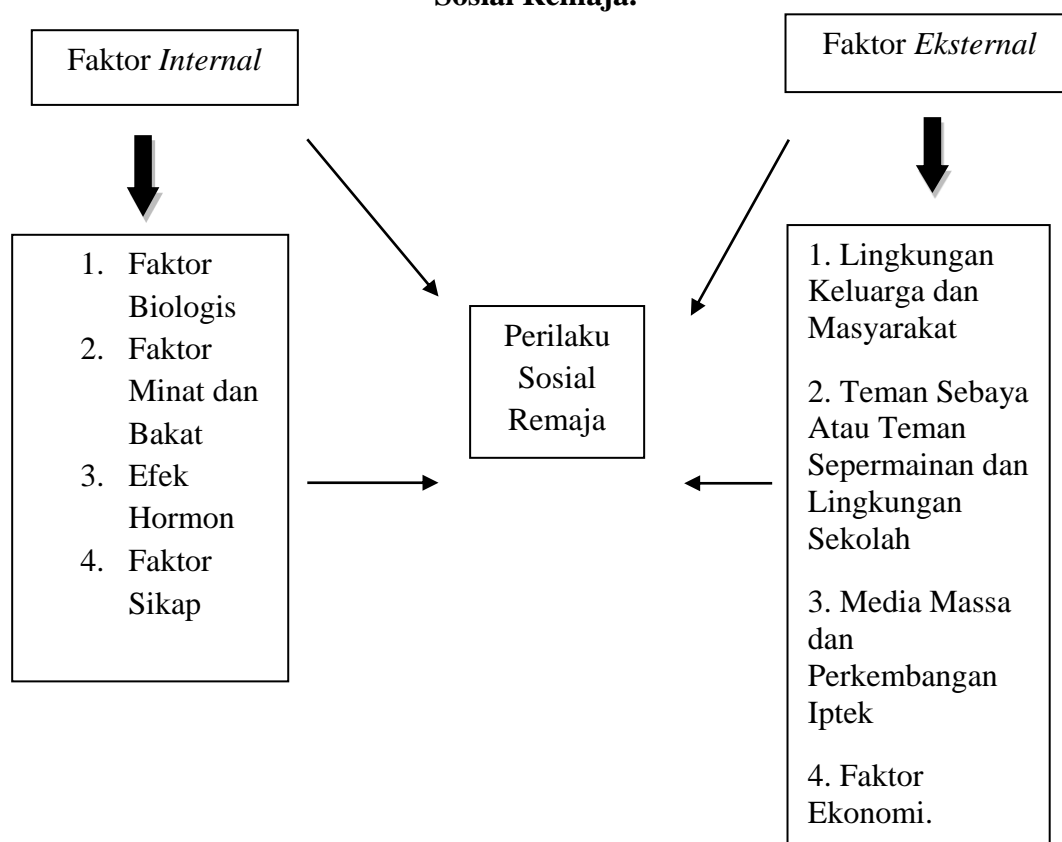 Sosial Remaja.
Faktor Internal
Faktor Eksternal
1. Faktor
Biologis
2. Faktor
Minat dan
Bakat
3. Efek
Hormon
4. Faktor
Sikap
Perilaku
Sosial
Remaja
1. Lingkungan
Keluarga dan
Masyarakat
2. Teman Sebaya
Atau Teman
Sepermainan dan
Lingkungan
Sekolah
3. Media Massa
dan
Perkembangan
Iptek
4. Faktor
Ekonomi.